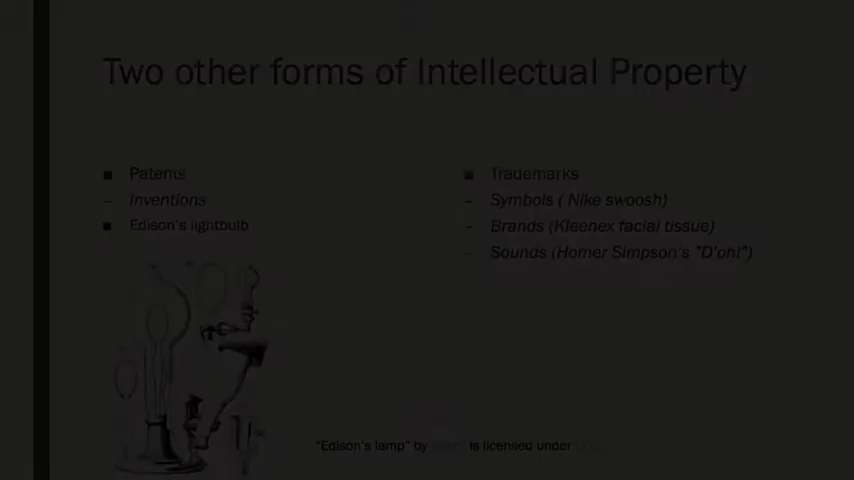 Two other forms of Intellectual Property
■ Patents
– Inventions
■ Edison's lightbulb
■ Trademarks
– Symbols ( Nike swoosh)
– Brands (Kleenex facial tissue)
– Sounds (Homer Simpson's "D'oh!")
"Edison's lamp" by is licensed under